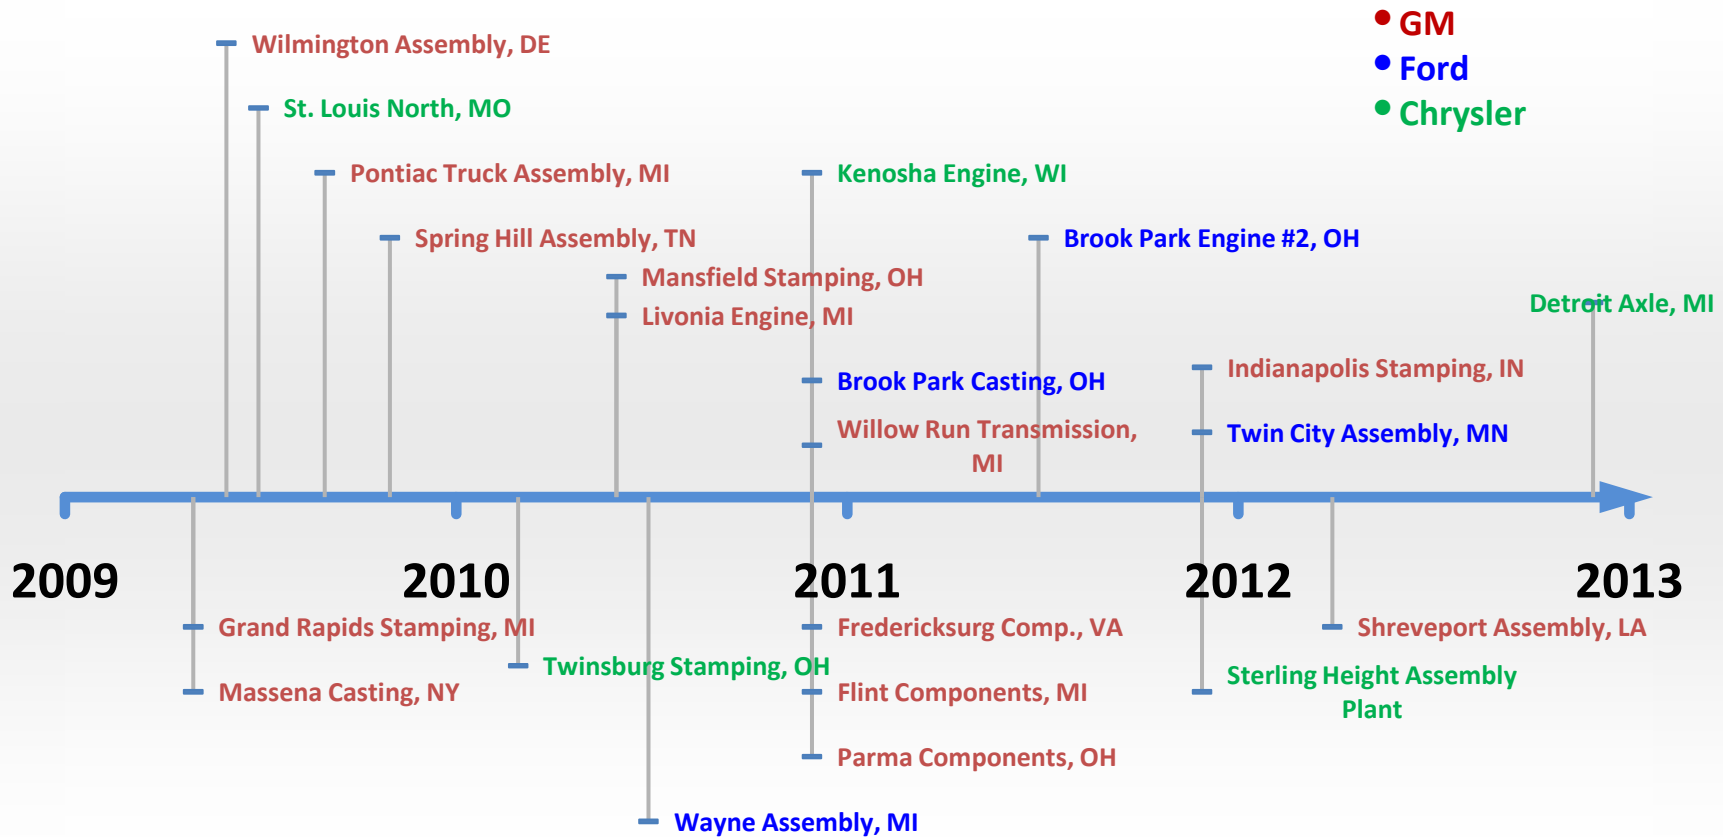 • GM
• Ford
• Chrysler
Wilmington Assembly, DE
St. Louis North, MO
Pontiac Truck Assembly, MI
Kenosha Engine, WI
Spring Hill Assembly, TN
Brook Park Engine #2, OH
Mansfield Stamping, OH
Livonia Engine, MI
Detroit Axle, MI
Brook Park Casting, OH
Indianapolis Stamping, IN
Willow Run Transmission,
MI
Twin City Assembly, MN
2009
2010
2011
2012
2013
Grand Rapids Stamping, MI
Fredericksurg Comp., VA
Shreveport Assembly, LA
Twinsburg Stamping, OH
Massena Casting, NY
Flint Components, MI
Sterling Height Assembly
Plant
Parma Components, OH
Wayne Assembly, MI